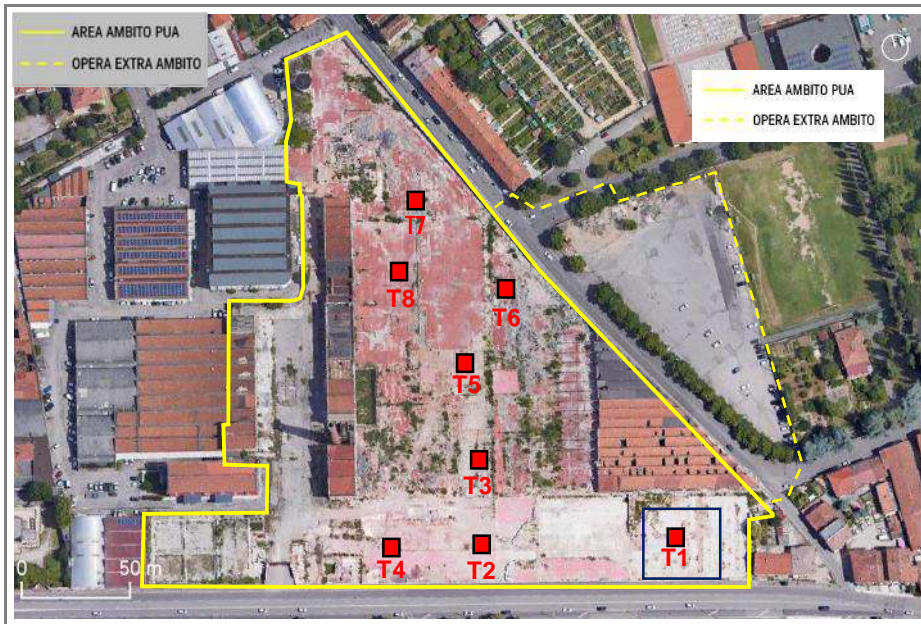 AREA AMBITO PUA
OPERA EXTRA AMBITO
AREA AMBITO PUA
OPERA EXTRA AMBITO
T7
T8
T6
T5
T3
T4
T2
T1
0 50 m